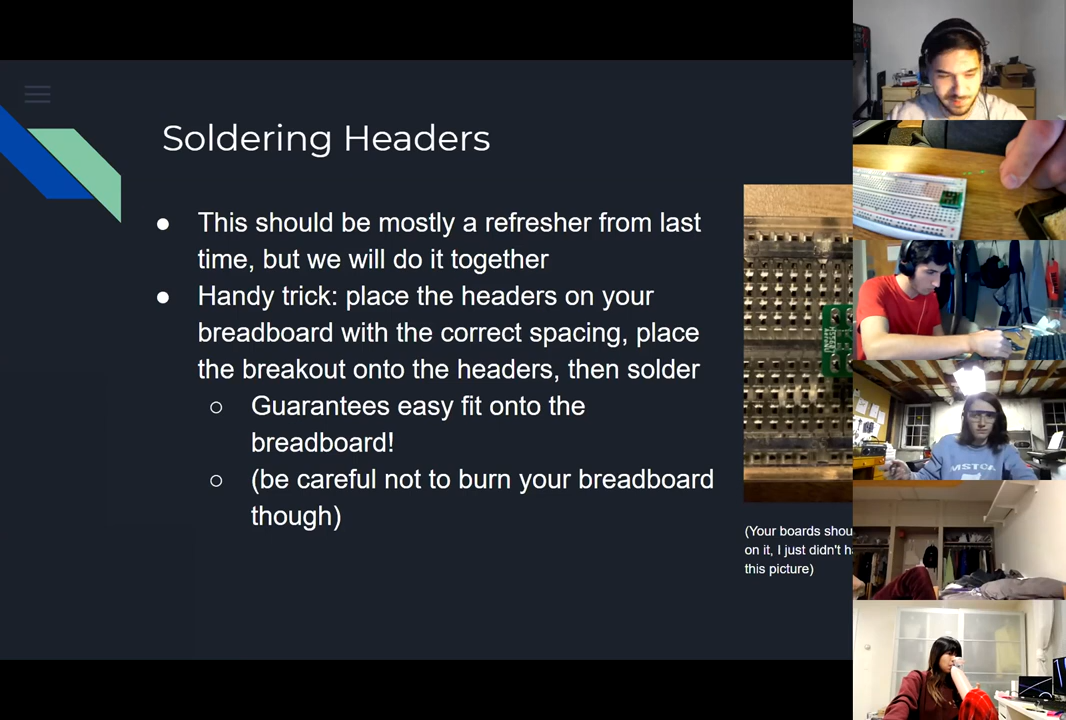 Soldering Headers
● This should be mostly a refresher from last
time, but we will do it together
● Handy trick: place the headers on your
breadboard with the correct spacing, place
the breakout onto the headers, then solder
○ Guarantees easy fit onto the
breadboard!
○ (be careful not to burn your breadboard
though)
(Your boards
on it, I just didn't
this picture)